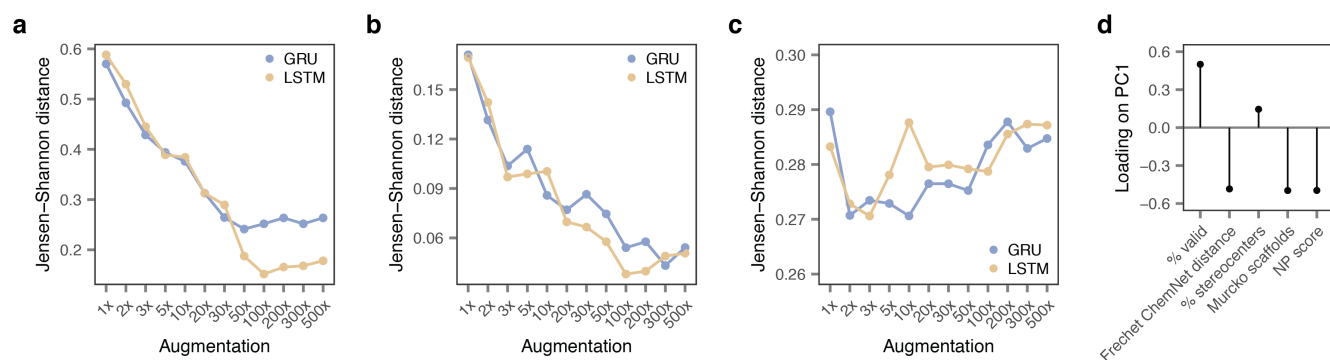 a
Jensen–Shannon distance
0.6
0.5
0.4
0.3
0.2
GRU
LSTM
1x 2x 3x 5x 10x 20x 30x 50x 100x 200x 300x 500x
Augmentation
b
Jensen–Shannon distance
0.15
0.12
0.09
0.06
GRU
LSTM
1x 2x 3x 5x 10x 20x 30x 50x 100x 200x 300x 500x
Augmentation
c
Jensen–Shannon distance
0.30
0.29
0.28
0.27
0.26
GRU
LSTM
1x 2x 3x 5x 10x 20x 30x 50x 100x 200x 300x 500x
Augmentation
d
Loading on PC1
0.6
0.3
0.0
−0.3
−0.6
% valid
Frechet ChemNet distance
% stereocenters
Murcko scaffolds
NP score